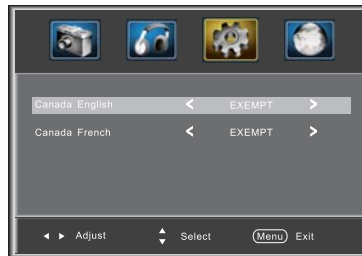 Canada English < EXEMPT >
Canada French < EXEMPT >
Adjust Select Menu Exit